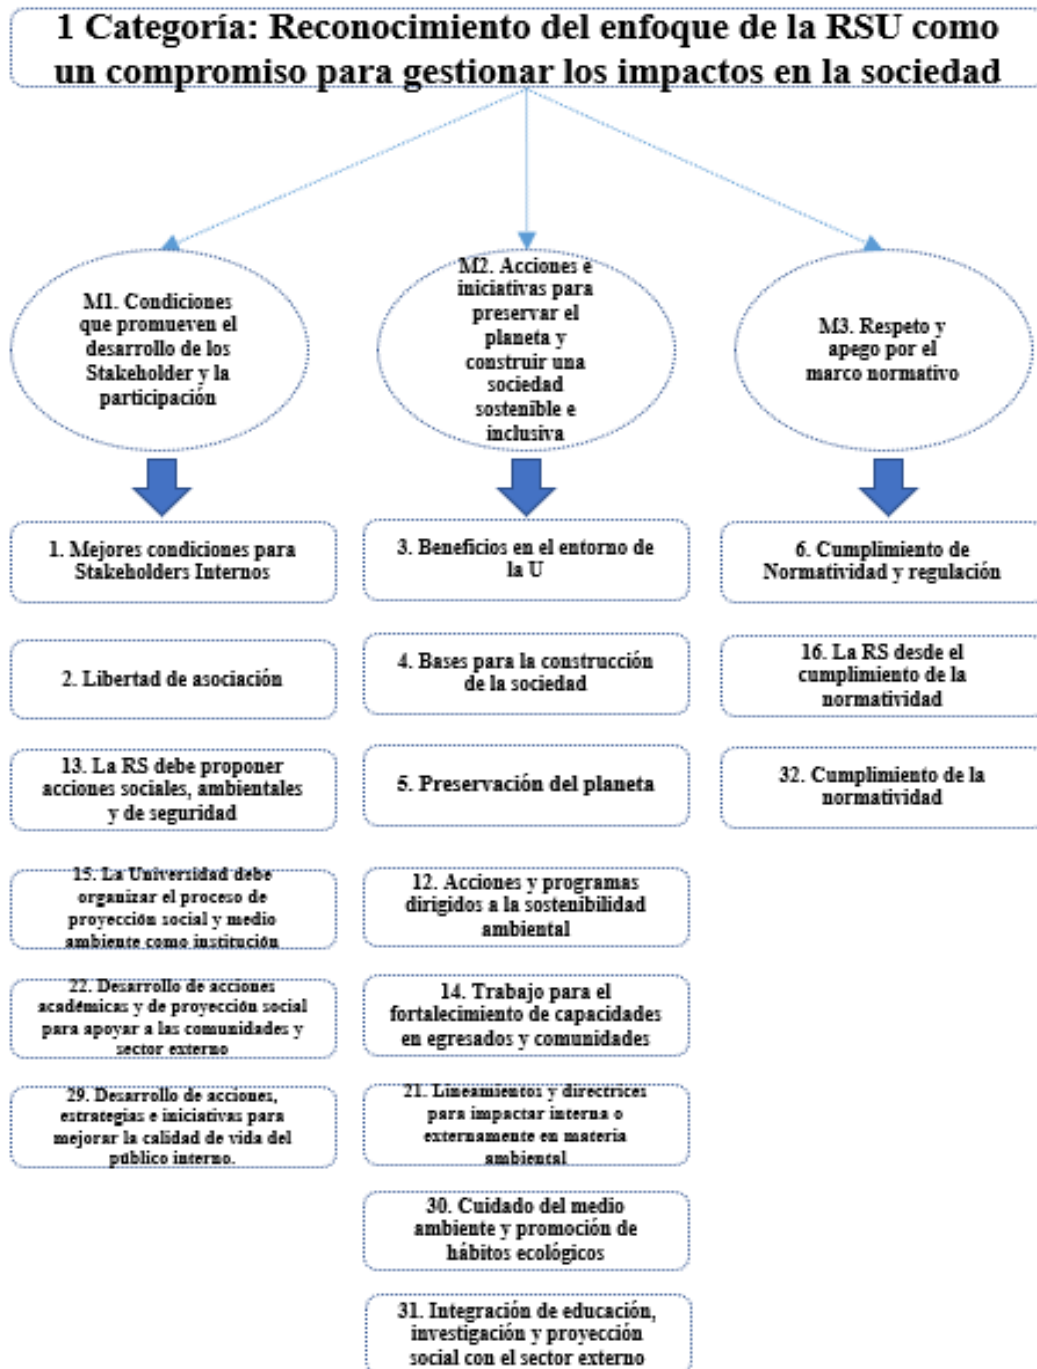 1 Categoría: Reconocimiento del enfoque de la RSU como
un compromiso para gestionar los impactos en la sociedad
M1. Condiciones
que promueven el
desarrollo de los
Stakeholder y la
participación
M2. Acciones e
iniciativas para
preservar el
planeta y
construir una
sociedad
sostenible e
inclusiva
M3. Respeto y
apego por el
marco normativo
1. Mejores condiciones para
Stakeholders Internos
2. Libertad de asociación
13. La RS debe proponer
acciones sociales, ambientales
y de seguridad
15. La Universidad debe
organizar el proceso de
proyección social y medio
ambiente como institución
22. Desarrollo de acciones
académicas y de proyección social
para apoyar a las comunidades y
sector externo
29. Desarrollo de acciones,
estrategias e iniciativas para
mejorar la calidad de vida del
público interno.
3. Beneficios en el entorno de
la U
4. Bases para la construcción
de la sociedad
5. Preservación del planeta
12. Acciones y programas
dirigidos a la sostenibilidad
ambiental
14. Trabajo para el
fortalecimiento de capacidades
en egresados y comunidades
21. Lineamientos y directrices
para impactar interna o
externamente en materia
ambiental
30. Cuidado del medio
ambiente y promoción de
hábitos ecológicos
31. Integración de educación,
investigación y proyección
social con el sector externo
6. Cumplimiento de
Normatividad y regulación
16. La RS desde el
cumplimiento de la
normatividad
32. Cumplimiento de la
normatividad